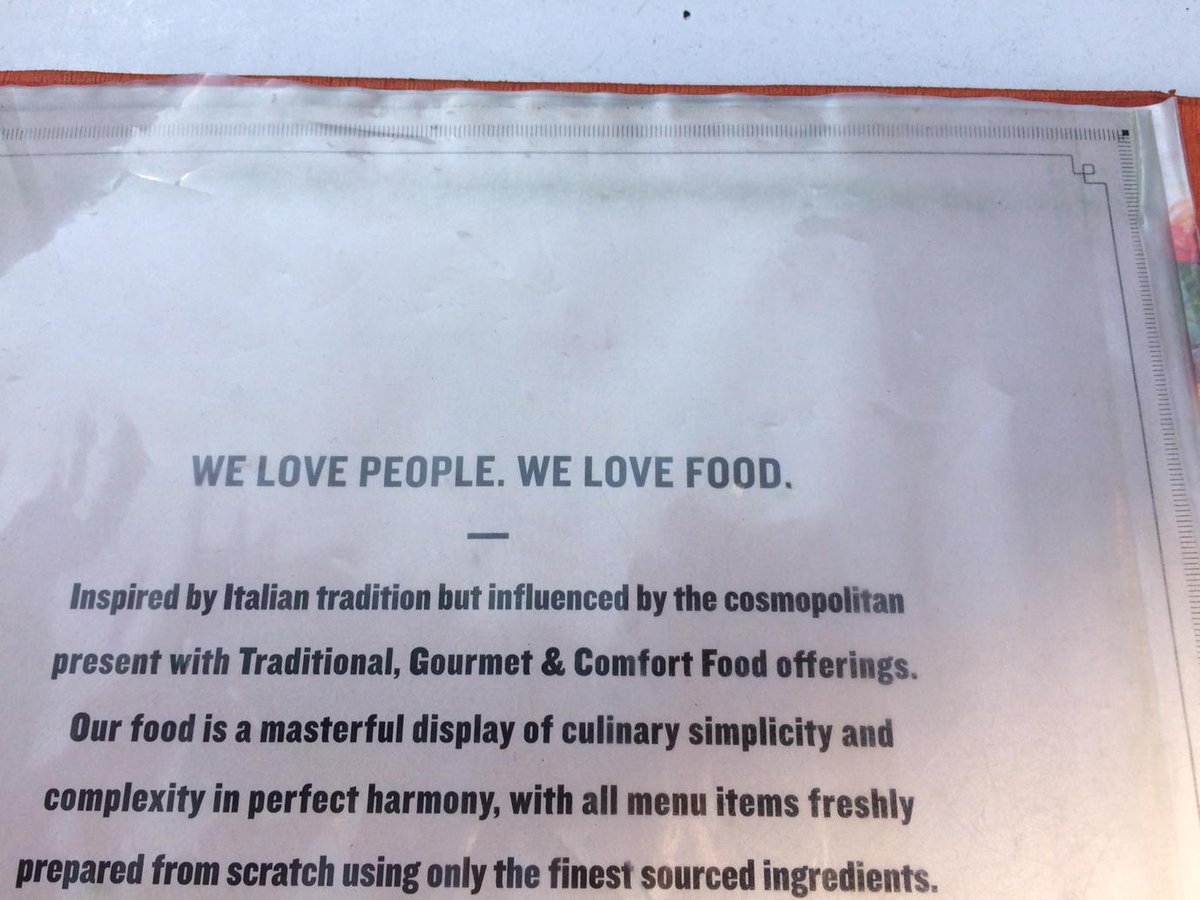 WE LOVE PEOPLE. WE LOVE FOOD.
Inspired by Italian tradition but influenced by the cosmopolitan
present with Traditional, Gourmet & Comfort Food offerings.
Our food is a masterful display of culinary simplicity and
complexity in perfect harmony, with all menu items freshly
prepared from scratch using only the finest sourced ingredients.